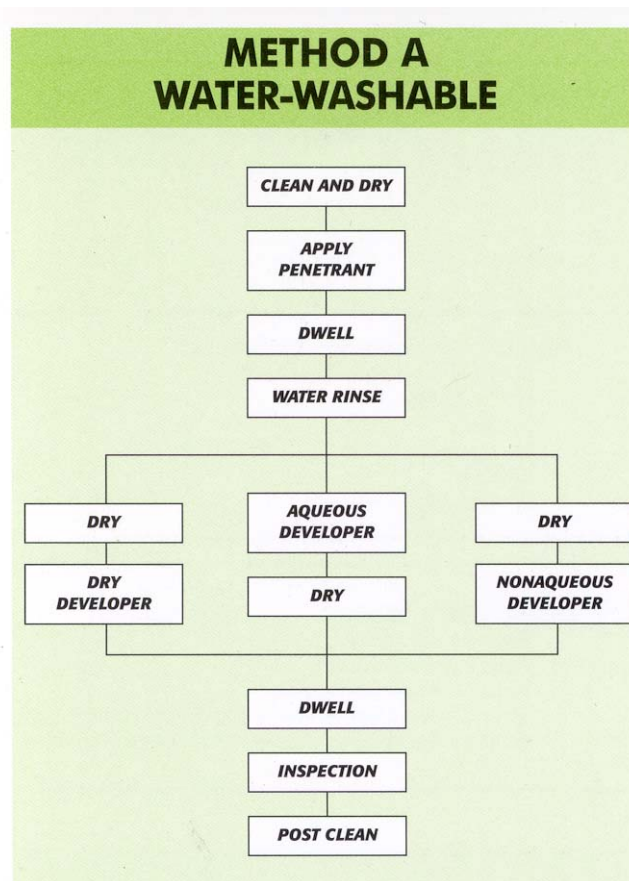 METHOD A
WATER-WASHABLE
CLEAN AND DRY
APPLY
PENETRANT
DWELL
WATER RINSE
DRY
DRY
DEVELOPER
AQUEOUS
DEVELOPER
DRY
DRY
NONAQUEOUS
DEVELOPER
DWELL
INSPECTION
POST CLEAN